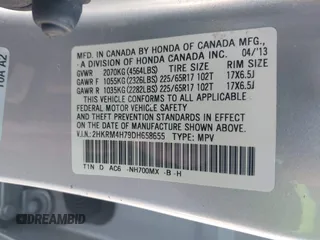 MFD. IN CANADA BY HONDA OF CANADA MFG.,
- A DIVISION OF HONDA CANADA INC. 04/'13
GVWR 2070KG (4564LBS) TIRE SIZE RIM SIZE
GAWR F 1055KG (2326LBS) 225/65R17 102T 17X6.5J
GAWR R 1035KG (2282LBS) 225/65R17 102T 17X6.5J
THIS VEHICLE CONFORMS TO ALL APPLICABLE
FEDERAL MOTOR VEHICLE SAFETY, BUMPER,
AND THEFT PREVENTION STANDARDS IN
EFFECT ON THE DATE OF MANUFACTURE SHOWN ABOVE.
V.I.N.: 2HKRM4H79DH658655 TYPE: MPV
T1N D AC6 -NH700MX -B -H
10A A2